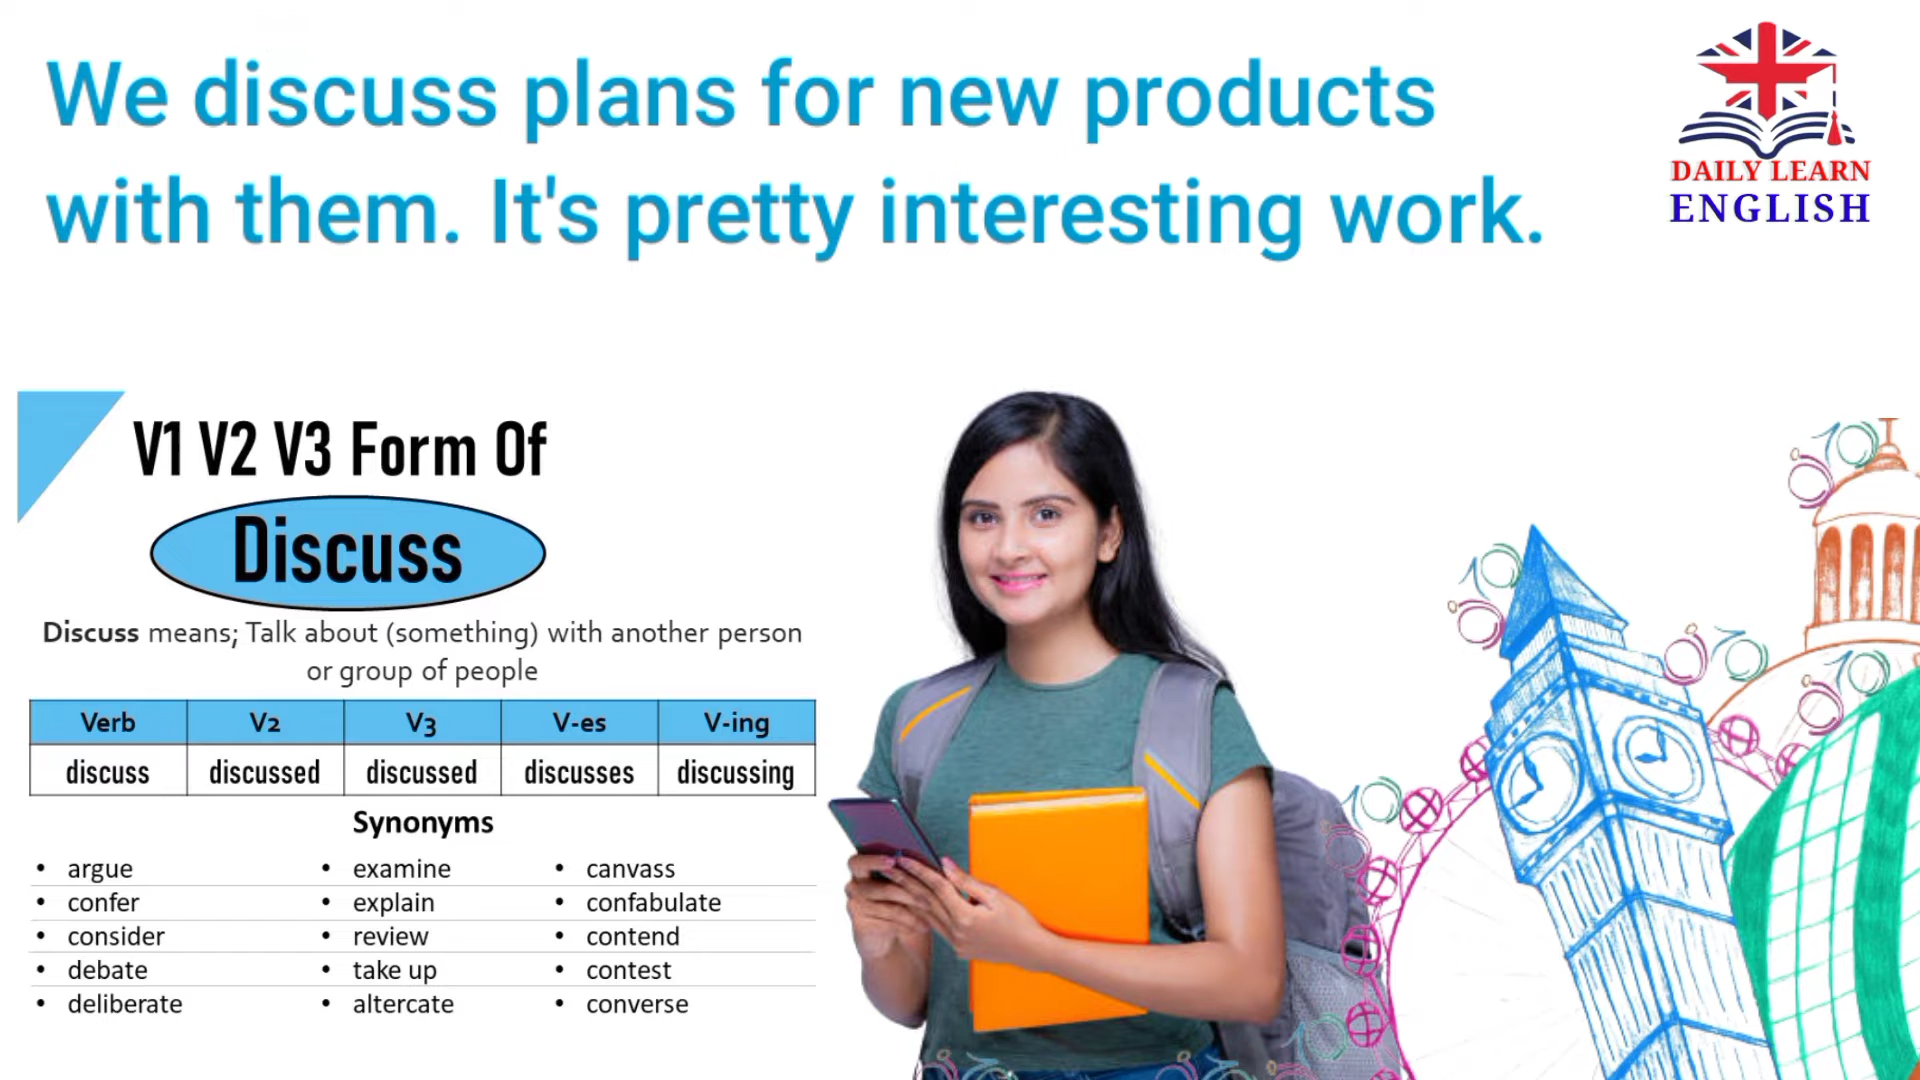 We discuss plans for new products
with them. It's pretty interesting work.
DAILY LEARN
ENGLISH
V1 V2 V3 Form Of
Discuss
Discuss means; Talk about (something) with another person
or group of people
Verb V2 V3 V-es V-ing
discuss discussed discussed discusses discussing
Synonyms
• argue • examine • canvass
• confer • explain • confabulate
• consider • review • contend
• debate • take up • contest
• deliberate • altercate • converse